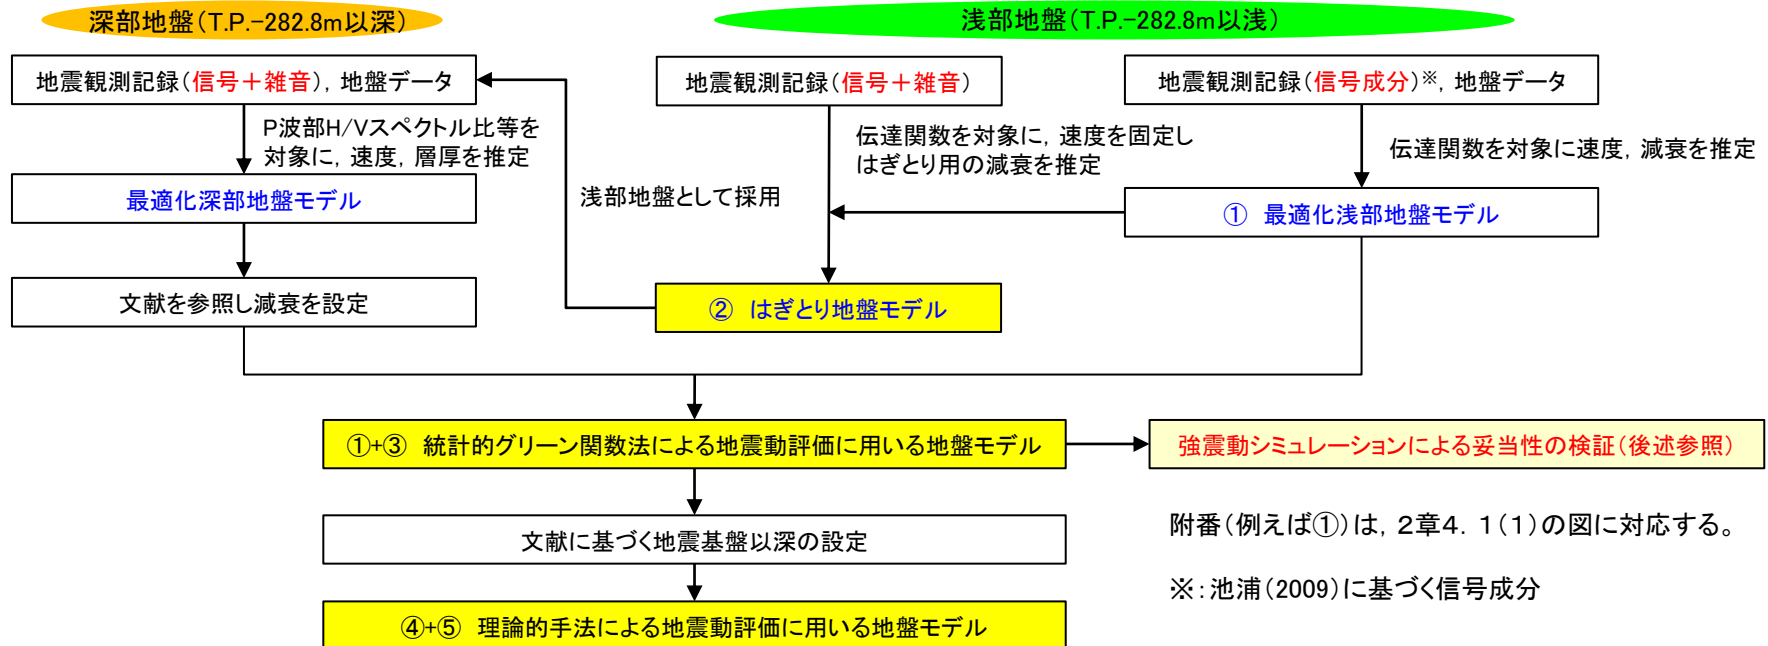 深部地盤(T.P.-282.8m以深)
浅部地盤(T.P.-282.8m以浅)
地震観測記録(信号+雑音), 地盤データ
地震観測記録(信号+雑音)
地震観測記録(信号成分)※, 地盤データ
P波部H/Vスペクトル比等を
対象に, 速度, 層厚を推定
伝達関数を対象に, 速度を固定し
はぎとり用の減衰を推定
伝達関数を対象に速度, 減衰を推定
最適化深部地盤モデル
浅部地盤として採用
① 最適化浅部地盤モデル
文献を参照し減衰を設定
② はぎとり地盤モデル
①+③ 統計的グリーン関数法による地震動評価に用いる地盤モデル
強震動シミュレーションによる妥当性の検証(後述参照)
文献に基づく地震基盤以深の設定
附番(例えば①)は, 2章4. 1(1)の図に対応する。
※:池浦(2009)に基づく信号成分
④+⑤ 理論的手法による地震動評価に用いる地盤モデル